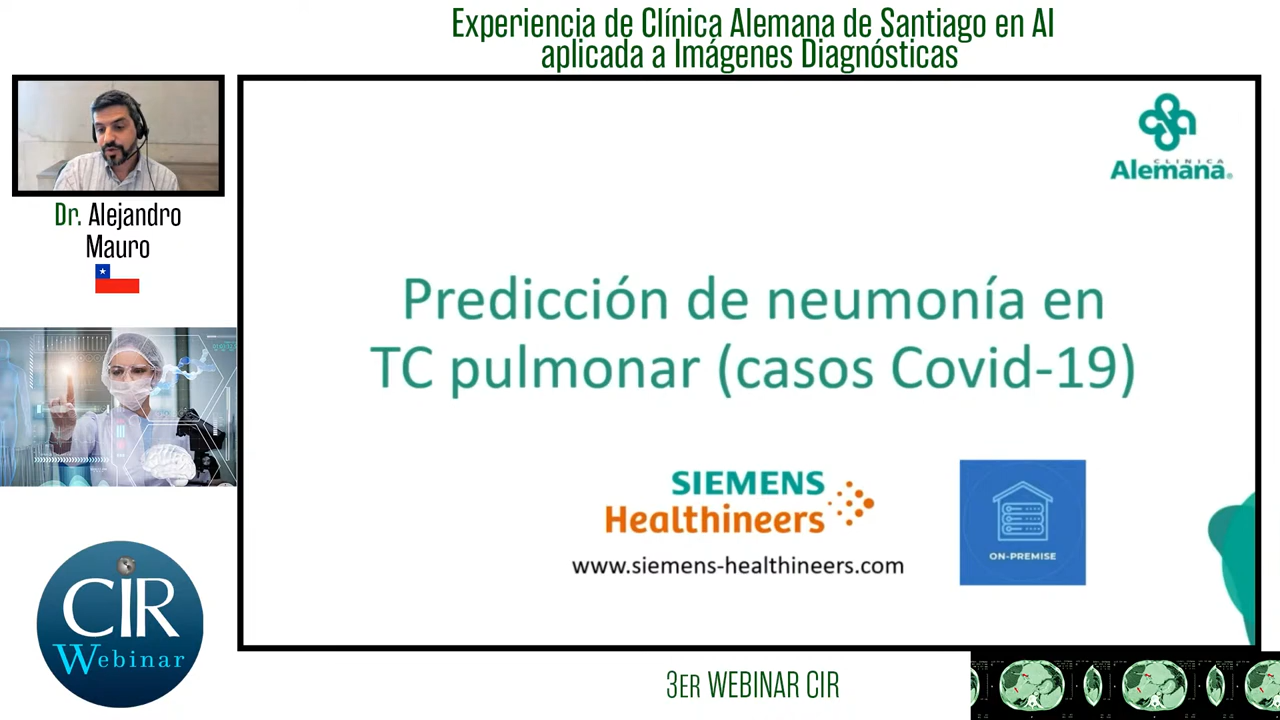 Experiencia de Clínica Alemana de Santiago en AI
aplicada a Imágenes Diagnósticas
Dr. Alejandro
Mauro
CLINICA
Alemana®
Predicción de neumonía en
TC pulmonar (casos Covid-19)
SIEMENS
Healthineers
www.siemens-healthineers.com
ON-PREMISE
CIR
Webinar
3ER WEBINAR CIR